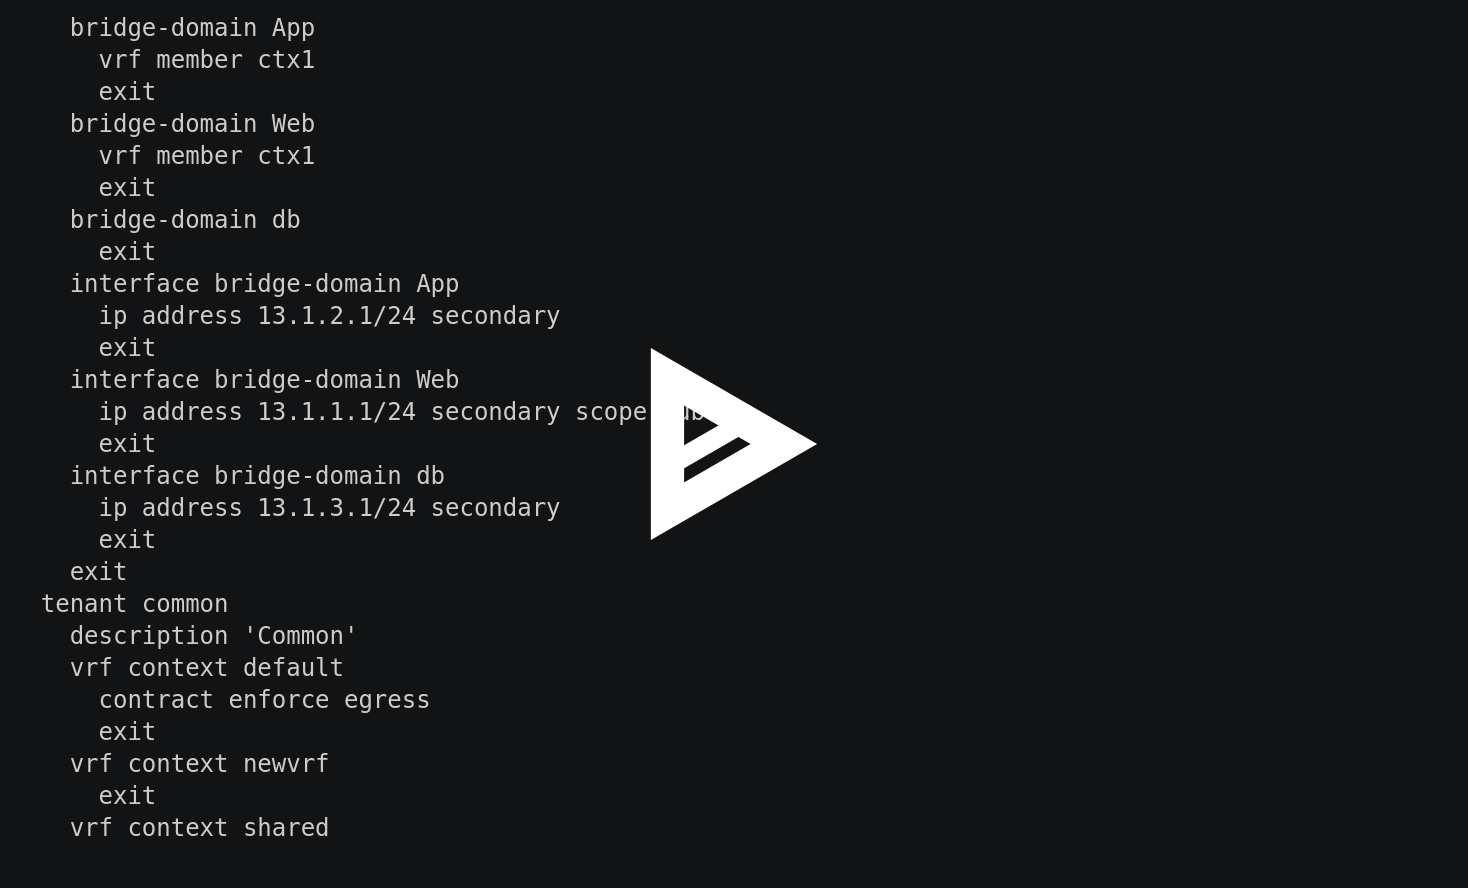 bridge-domain App
vrf member ctx1
exit
bridge-domain Web
vrf member ctx1
exit
bridge-domain db
exit
interface bridge-domain App
ip address 13.1.2.1/24 secondary
exit
interface bridge-domain Web
ip address 13.1.1.1/24 secondary scope
exit
interface bridge-domain db
ip address 13.1.3.1/24 secondary
exit
exit
tenant common
description 'Common'
vrf context default
contract enforce egress
exit
vrf context newvrf
exit
vrf context shared